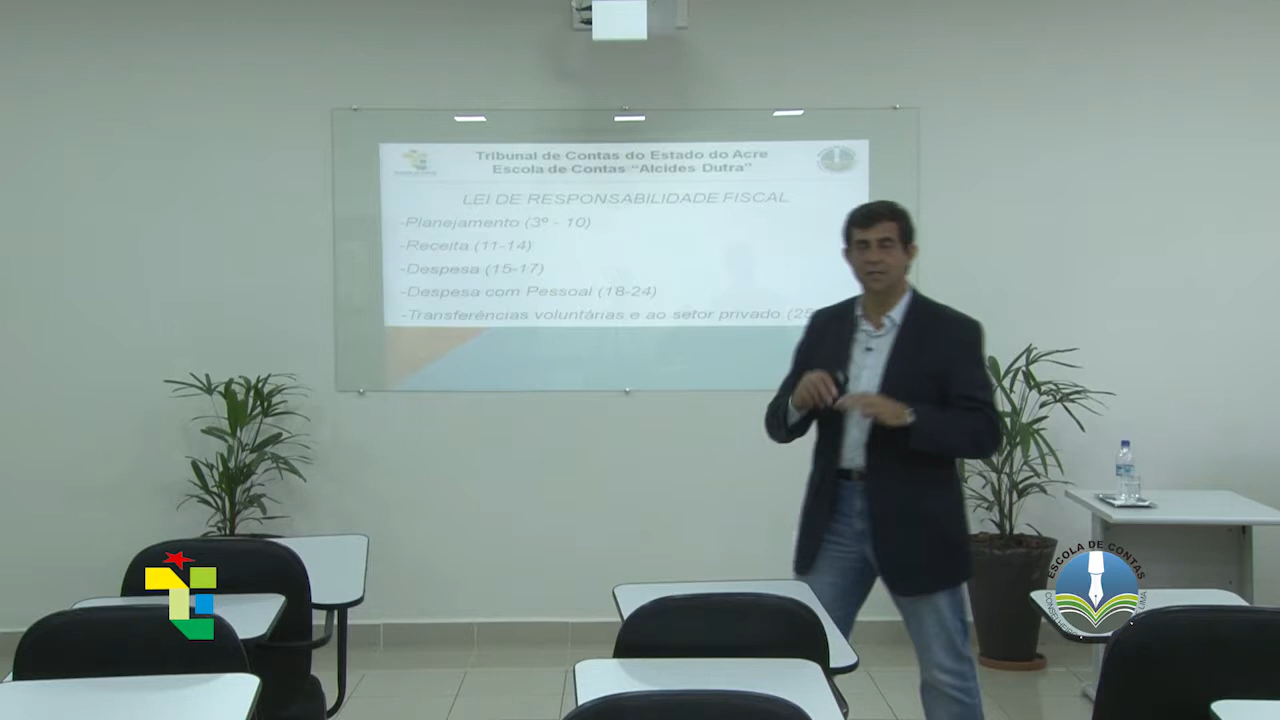 Tribunal de Contas do Estado do Acre
Escola de Contas "Alcides Dutra"
LEI DE RESPONSABILIDADE FISCAL
-Planejamento (3º - 10)
-Receita (11-14)
-Despesa (15-17)
-Despesa com Pessoal (18-24)
-Transferências voluntárias e ao setor privado (25
ESCOLA DE CONTAS